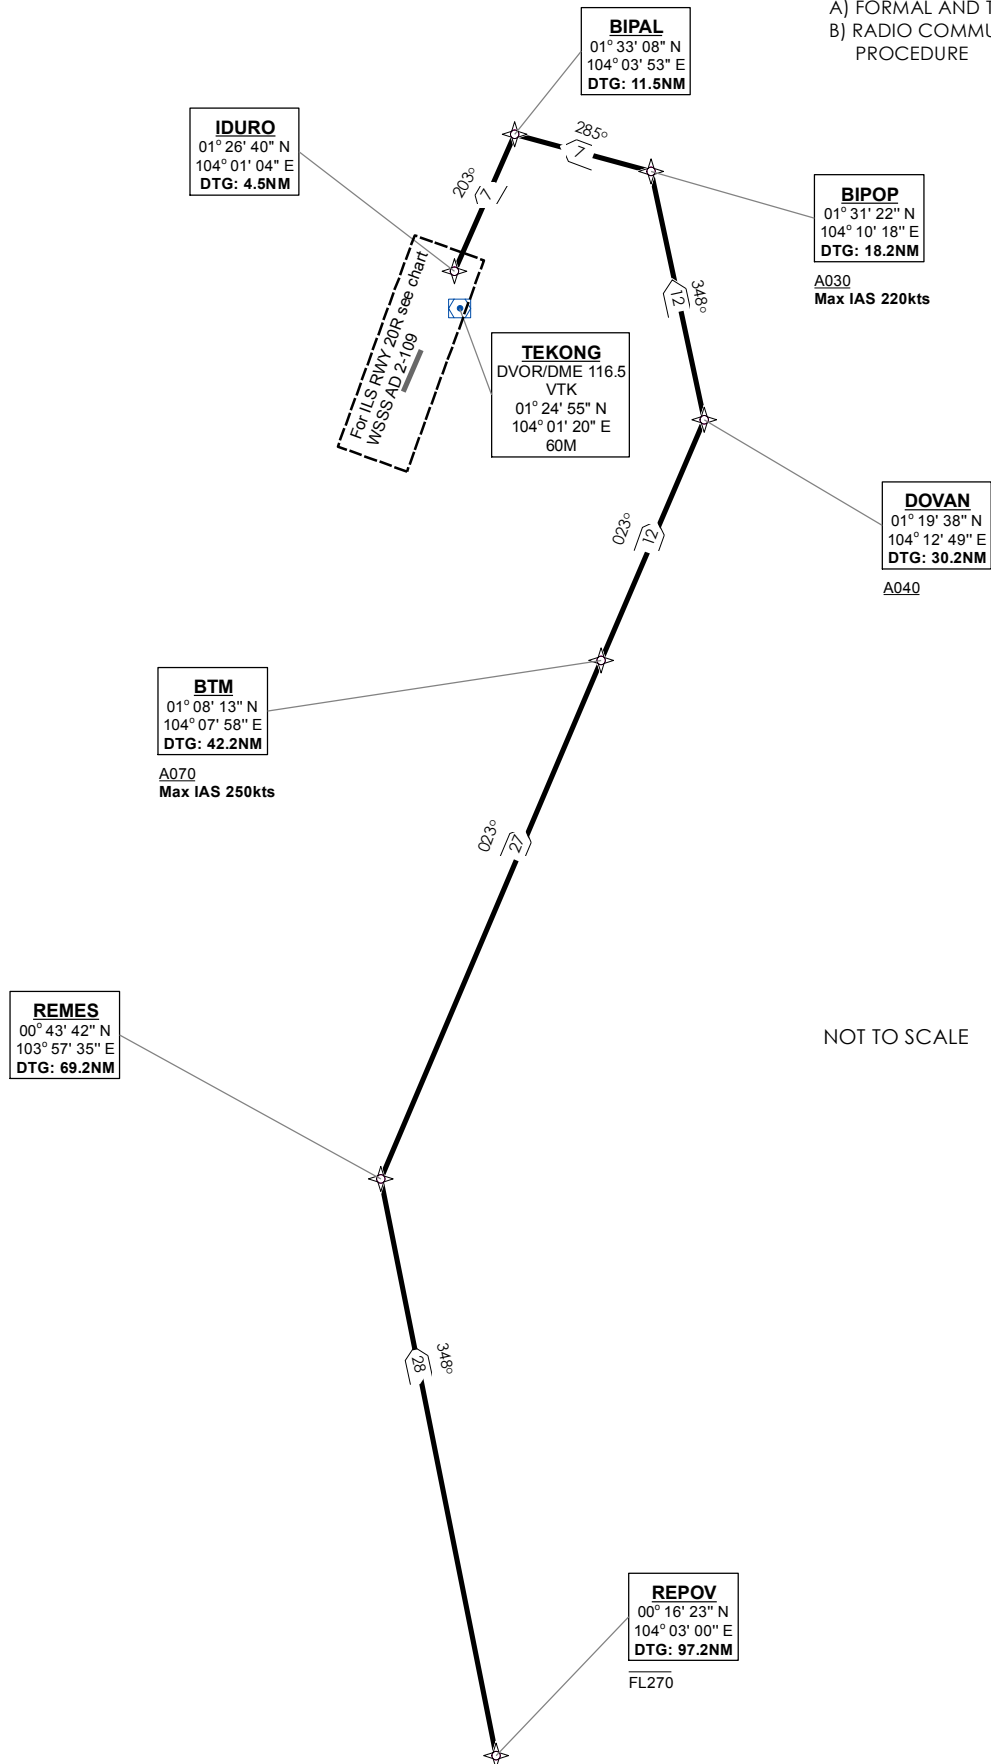 A) FORMAL AND
B) RADIO
PROCEDURE
BIPAL
01° 33' 08" N
104° 03' 53" E
DTG: 11.5NM
IDURO
01° 26' 40" N
104° 01' 04" E
DTG: 4.5NM
285°
7
203°
7
BIPOP
01° 31' 22" N
104° 10' 18" E
DTG: 18.2NM
A030
Max IAS 220kts
348°
12
For ILS RWY 20R see chart
WSSS AD 2-109
TEKONG
DVOR/DME 116.5
VTK
01° 24' 55" N
104° 01' 20" E
60M
DOVAN
01° 19' 38" N
104° 12' 49" E
DTG: 30.2NM
A040
023°
12
BTM
01° 08' 13" N
104° 07' 58" E
DTG: 42.2NM
A070
Max IAS 250kts
023°
27
REMES
00° 43' 42" N
103° 57' 35" E
DTG: 69.2NM
NOT TO SCALE
348°
28
REPOV
00° 16' 23" N
104° 03' 00" E
DTG: 97.2NM
FL270